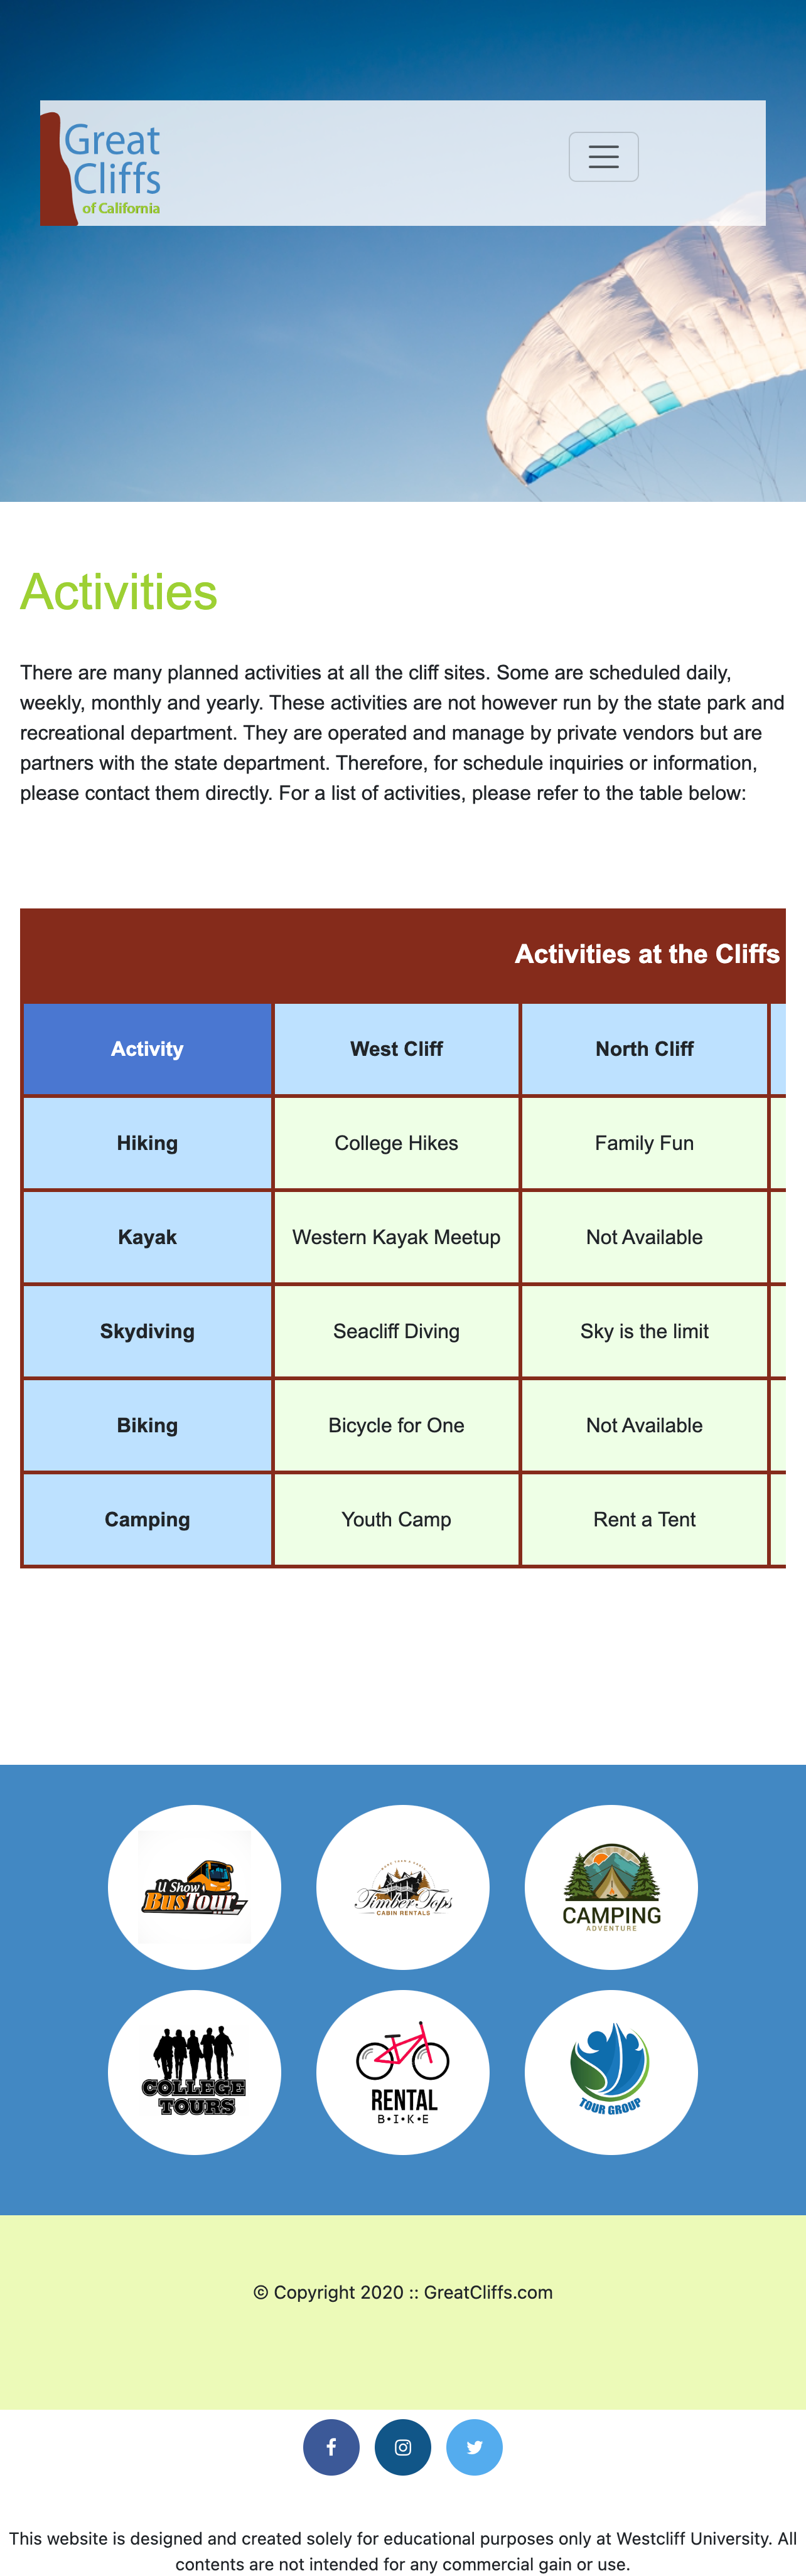 Great
Cliffs
of California
Activities
There are many planned activities at all the cliff sites. Some are scheduled daily,
weekly, monthly and yearly. These activities are not however run by the state park and
recreational department. They are operated and manage by private vendors but are
partners with the state department. Therefore, for schedule inquiries or information,
please contact them directly. For a list of activities, please refer to the table below:
Activities at the Cliffs
Activity West Cliff North Cliff
Hiking College Hikes Family Fun
Kayak Western Kayak Meetup Not Available
Skydiving Seacliff Diving Sky is the limit
Biking Bicycle for One Not Available
Camping Youth Camp Rent a Tent
U Show
BusTour
Timber Tops
CABIN RENTALS
CAMPING
ADVENTURE
COLLEGE
TOURS
RENTAL
B•I•K•E
TOUR GROUP
© Copyright 2020 :: GreatCliffs.com
This website is designed and created solely for educational purposes only at Westcliff University. All
contents are not intended for any commercial gain or use.